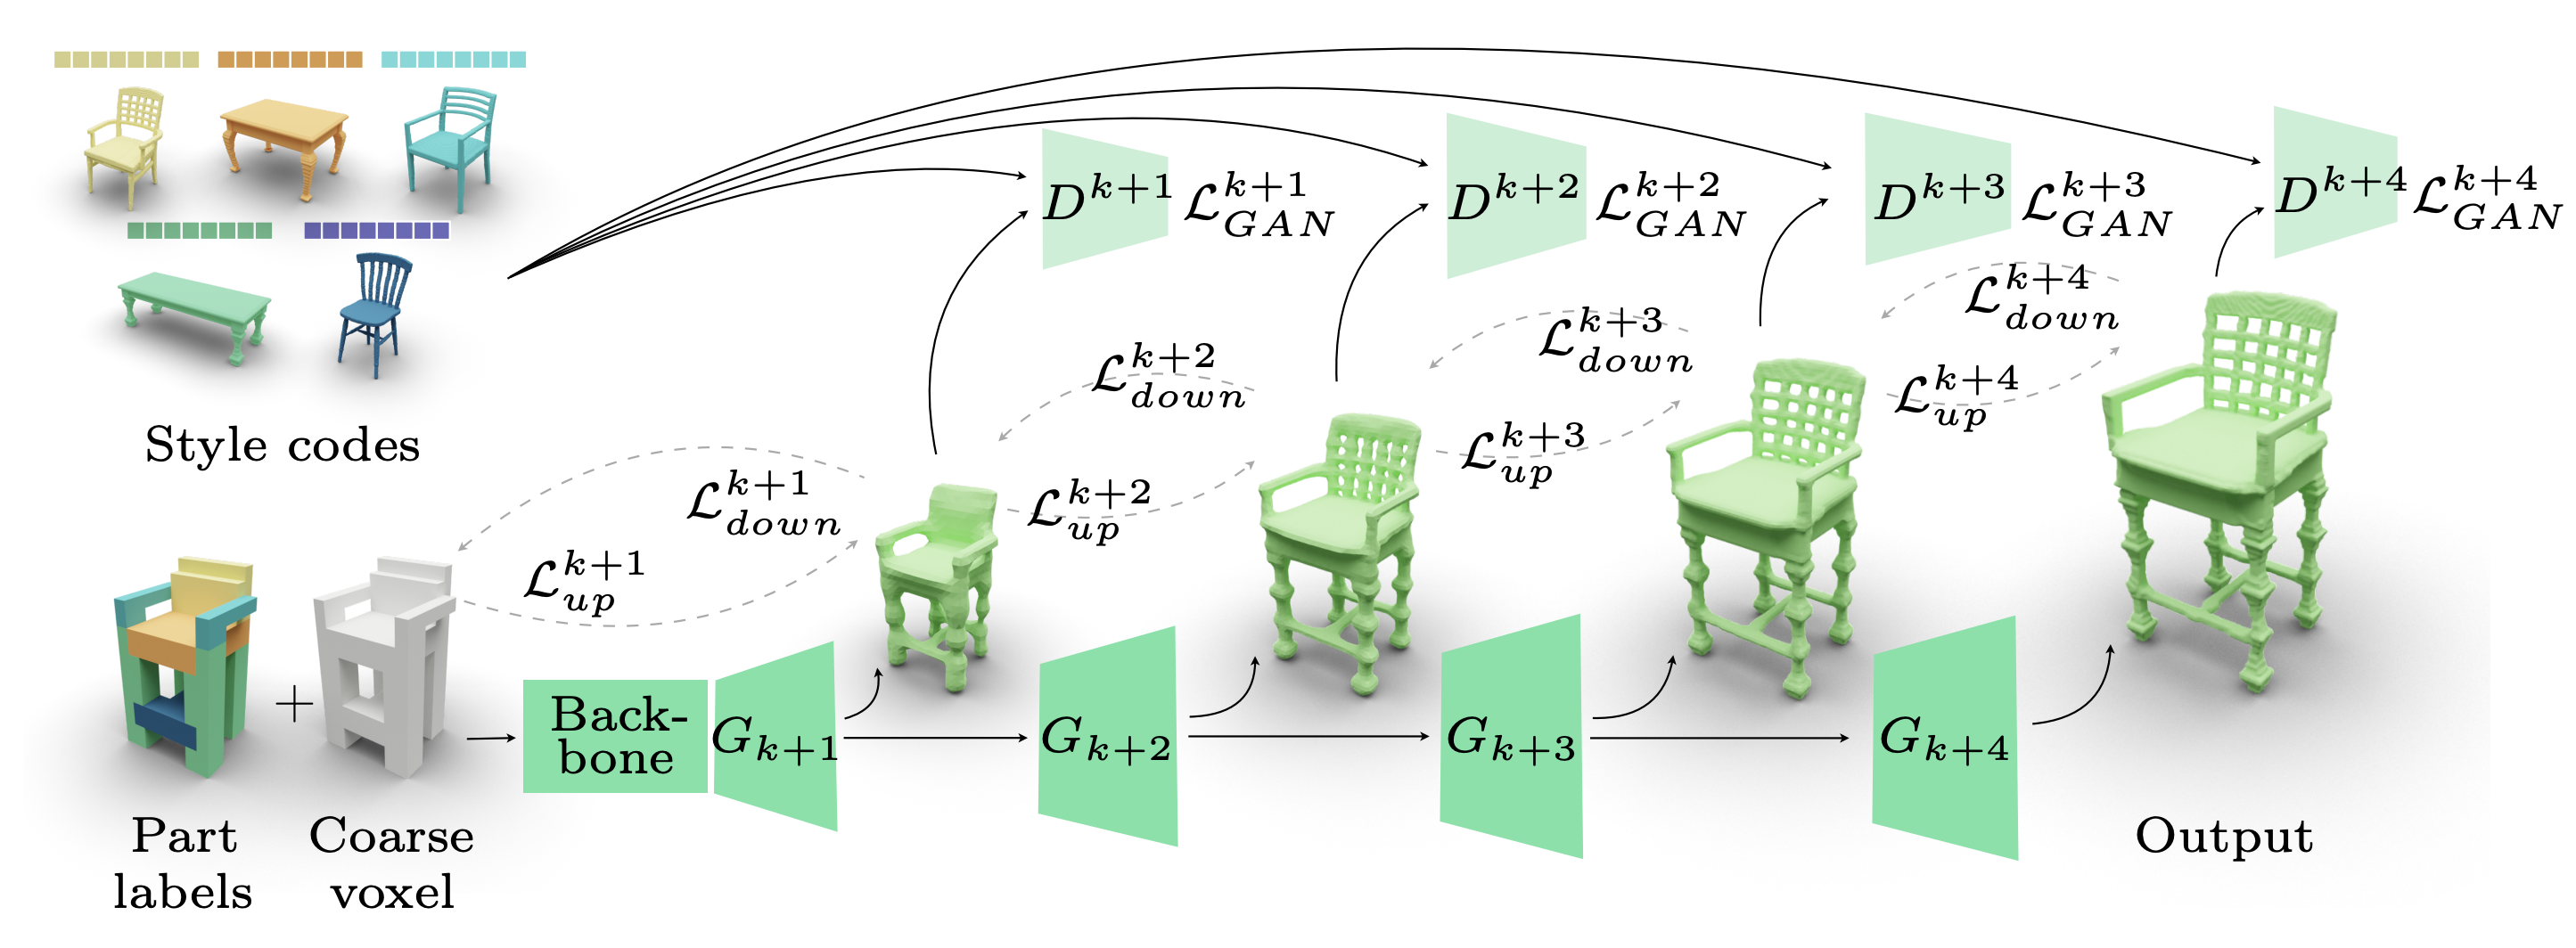 Style codes
D^{k+1} \mathcal{L}_{GAN}^{k+1}
D^{k+2} \mathcal{L}_{GAN}^{k+2}
D^{k+3} \mathcal{L}_{GAN}^{k+3}
D^{k+4} \mathcal{L}_{GAN}^{k+4}
\mathcal{L}_{down}^{k+1}
\mathcal{L}_{up}^{k+1}
\mathcal{L}_{down}^{k+2}
\mathcal{L}_{up}^{k+2}
\mathcal{L}_{down}^{k+3}
\mathcal{L}_{up}^{k+3}
\mathcal{L}_{down}^{k+4}
\mathcal{L}_{up}^{k+4}
+
Part
labels
Coarse
voxel
Back-
bone
G_{k+1}
G_{k+2}
G_{k+3}
G_{k+4}
Output